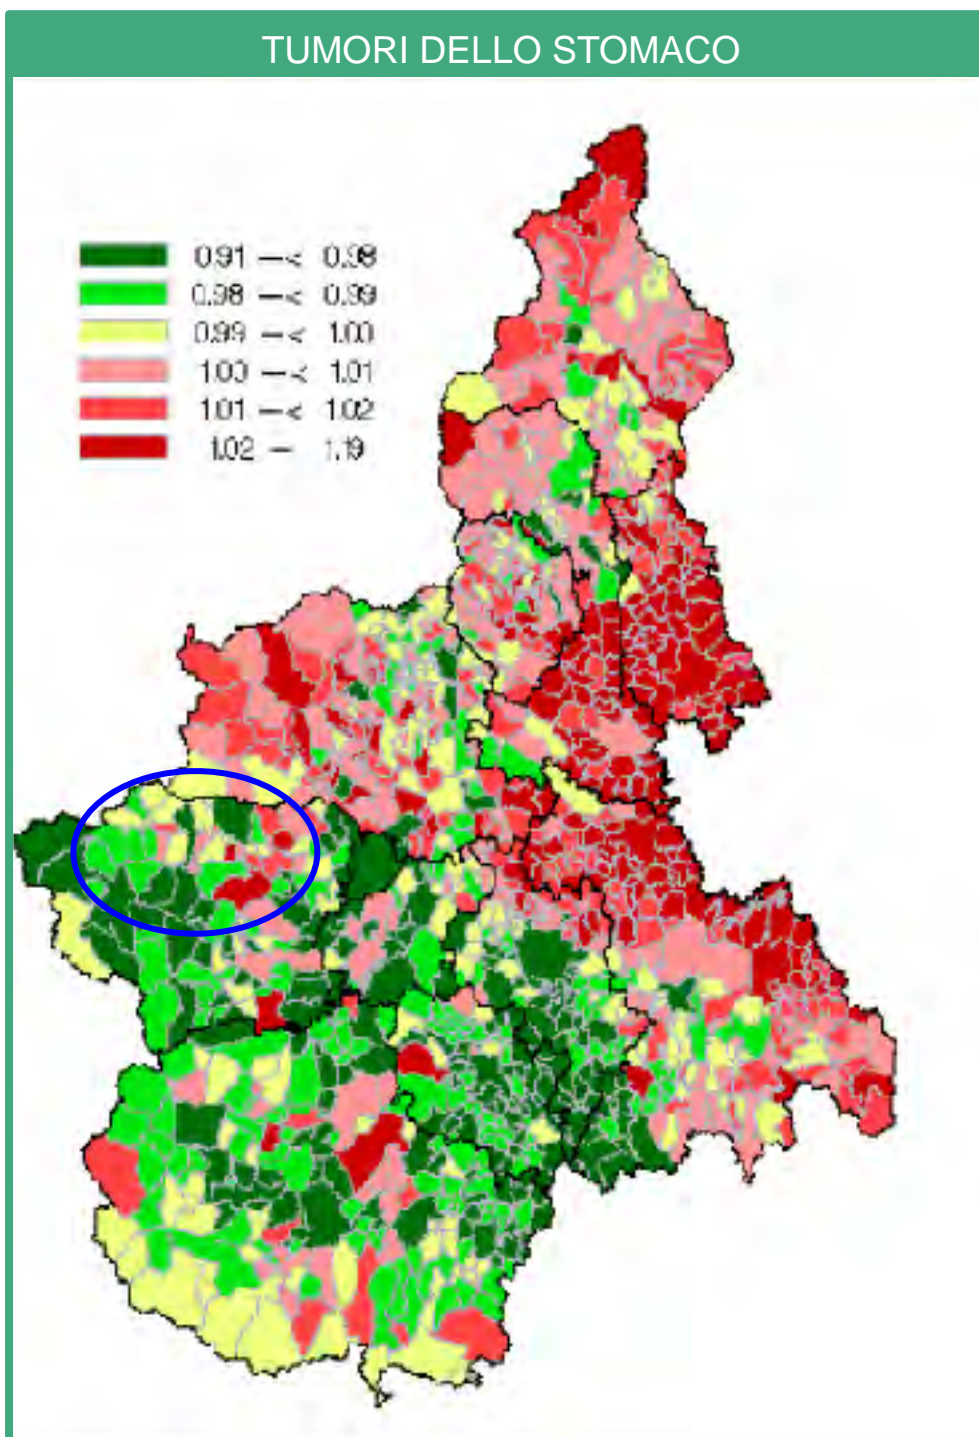 TUMORI DELLO STOMACO
0.91 —< 0.98
0.98 —< 0.99
0.99 —< 1.00
1.00 —< 1.01
1.01 —< 1.02
1.02 — 1.19